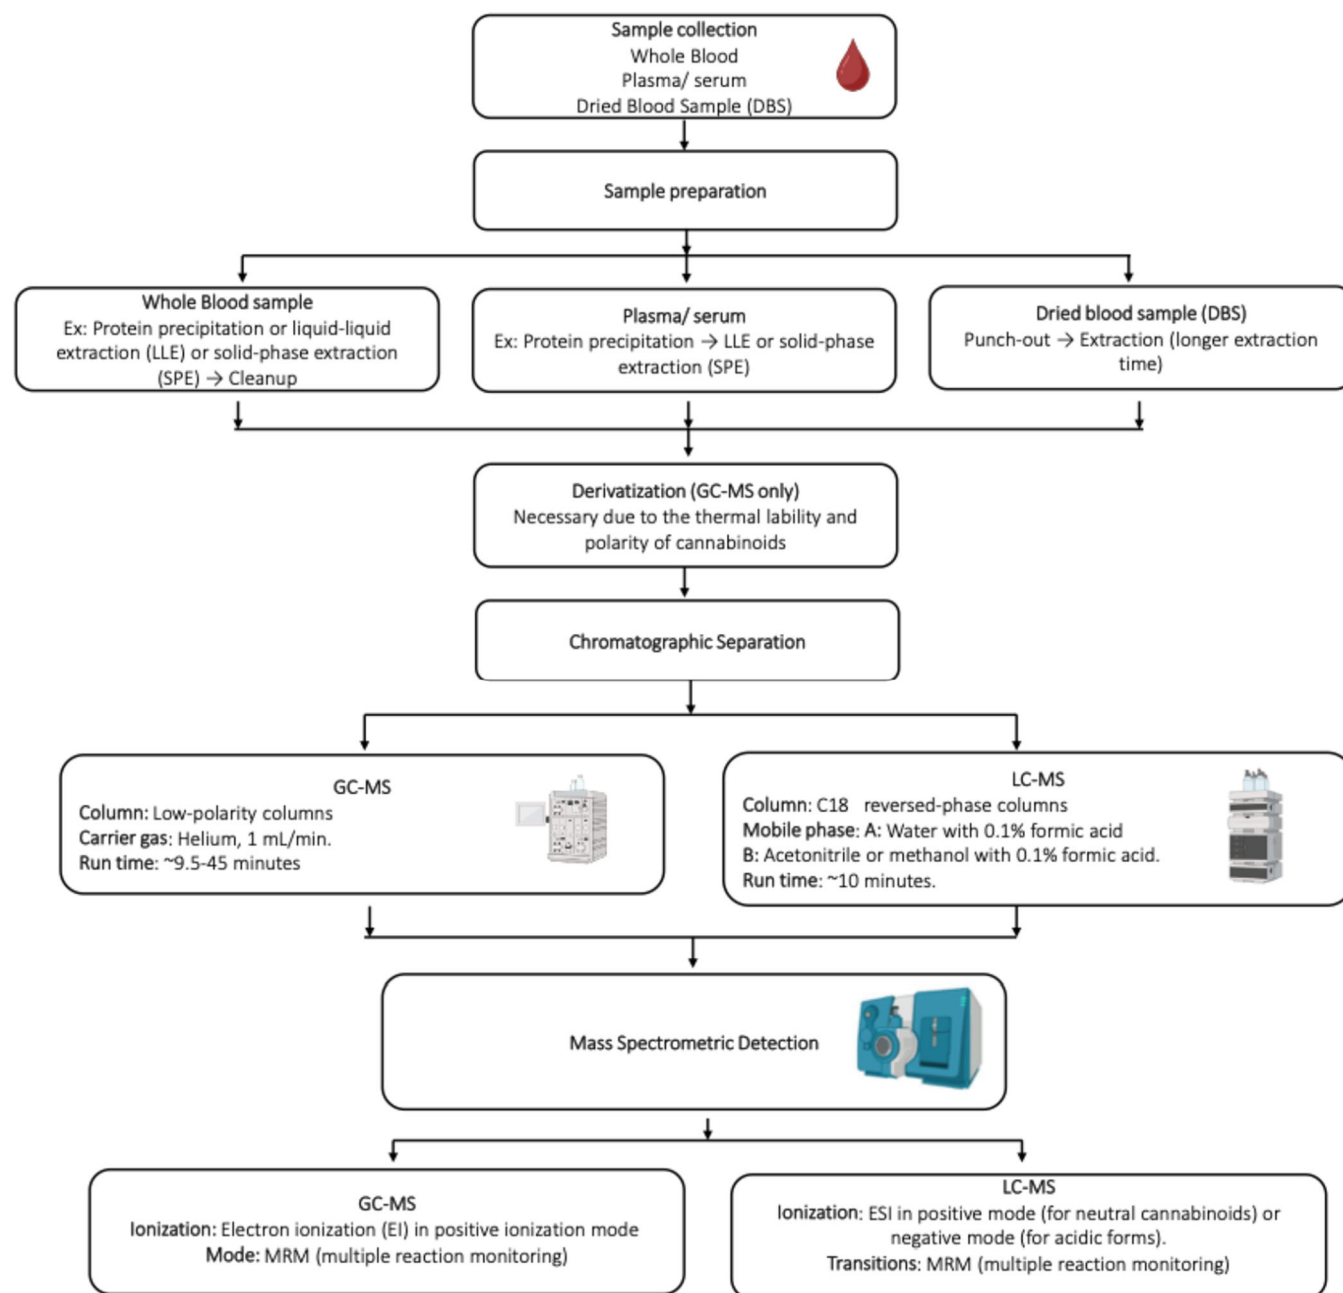 Sample collection
Whole Blood
Plasma/ serum
Dried Blood Sample (DBS)
Sample preparation
Whole Blood sample
Ex: Protein precipitation or liquid-liquid
extraction (LLE) or solid-phase extraction
(SPE) → Cleanup
Plasma/ serum
Ex: Protein precipitation → LLE or solid-phase
extraction (SPE)
Dried blood sample (DBS)
Punch-out → Extraction (longer extraction
time)
Derivatization (GC-MS only)
Necessary due to the thermal lability and
polarity of cannabinoids
Chromatographic Separation
GC-MS
Column: Low-polarity columns
Carrier gas: Helium, 1 mL/min.
Run time: ~9.5-45 minutes
LC-MS
Column: C18 reversed-phase columns
Mobile phase: A: Water with 0.1% formic acid
B: Acetonitrile or methanol with 0.1% formic acid.
Run time: ~10 minutes.
Mass Spectrometric Detection
GC-MS
Ionization: Electron ionization (EI) in positive ionization mode
Mode: MRM (multiple reaction monitoring)
LC-MS
Ionization: ESI in positive mode (for neutral cannabinoids) or
negative mode (for acidic forms).
Transitions: MRM (multiple reaction monitoring)